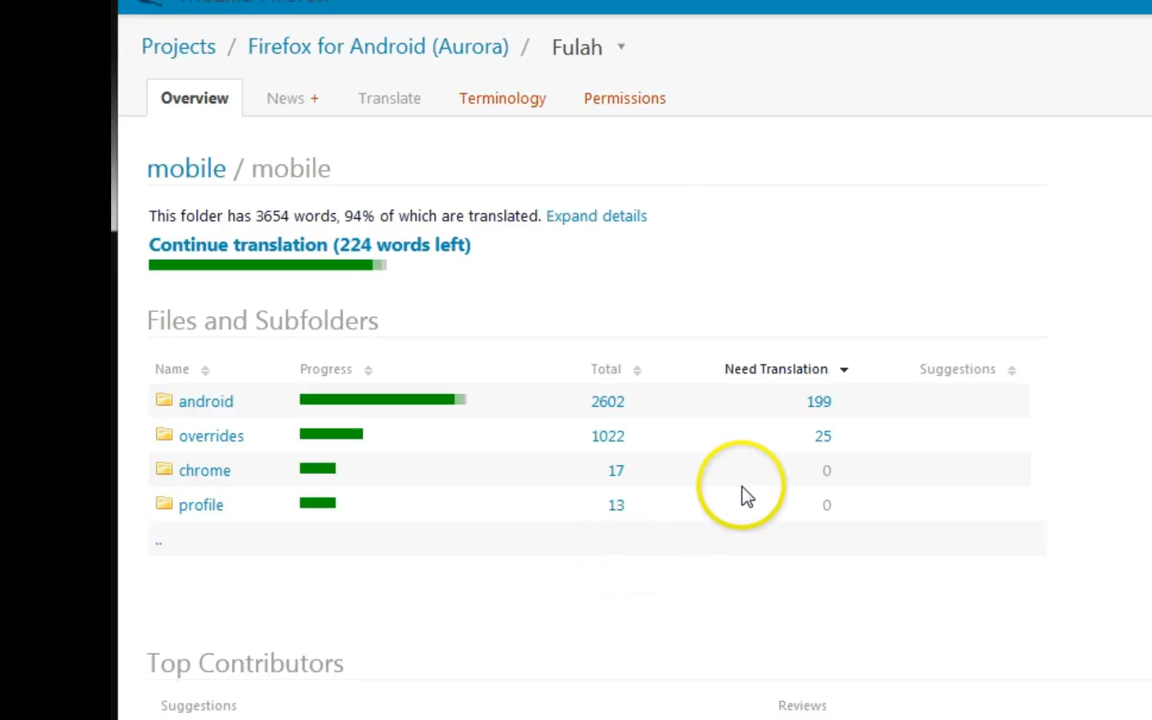 Projects / Firefox for Android (Aurora) / Fulah
Overview News + Translate Terminology Permissions
mobile / mobile
This folder has 3654 words, 94% of which are translated. Expand details
Continue translation (224 words left)
Files and Subfolders
Name Progress Total Need Translation Suggestions
android 2602 199
overrides 1022 25
chrome 17 0
profile 13 0
..
Top Contributors
Suggestions Reviews